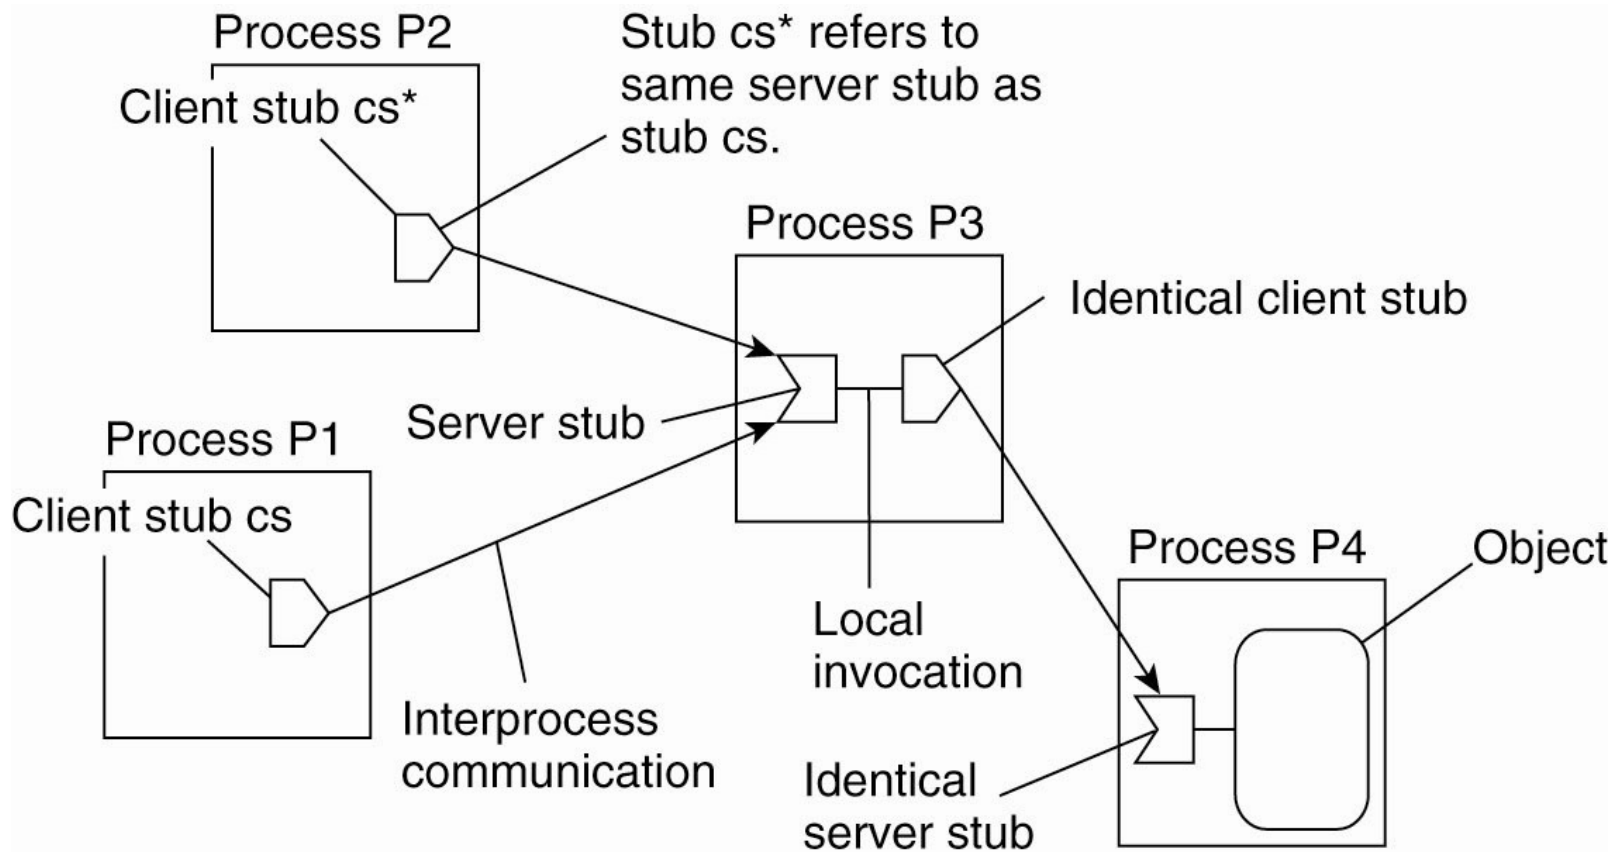 Process P2
Client stub cs*
Stub cs* refers to
same server stub as
stub cs.
Process P3
Identical client stub
Server stub
Process P1
Client stub cs
Interprocess
communication
Local
invocation
Process P4
Object
Identical
server stub